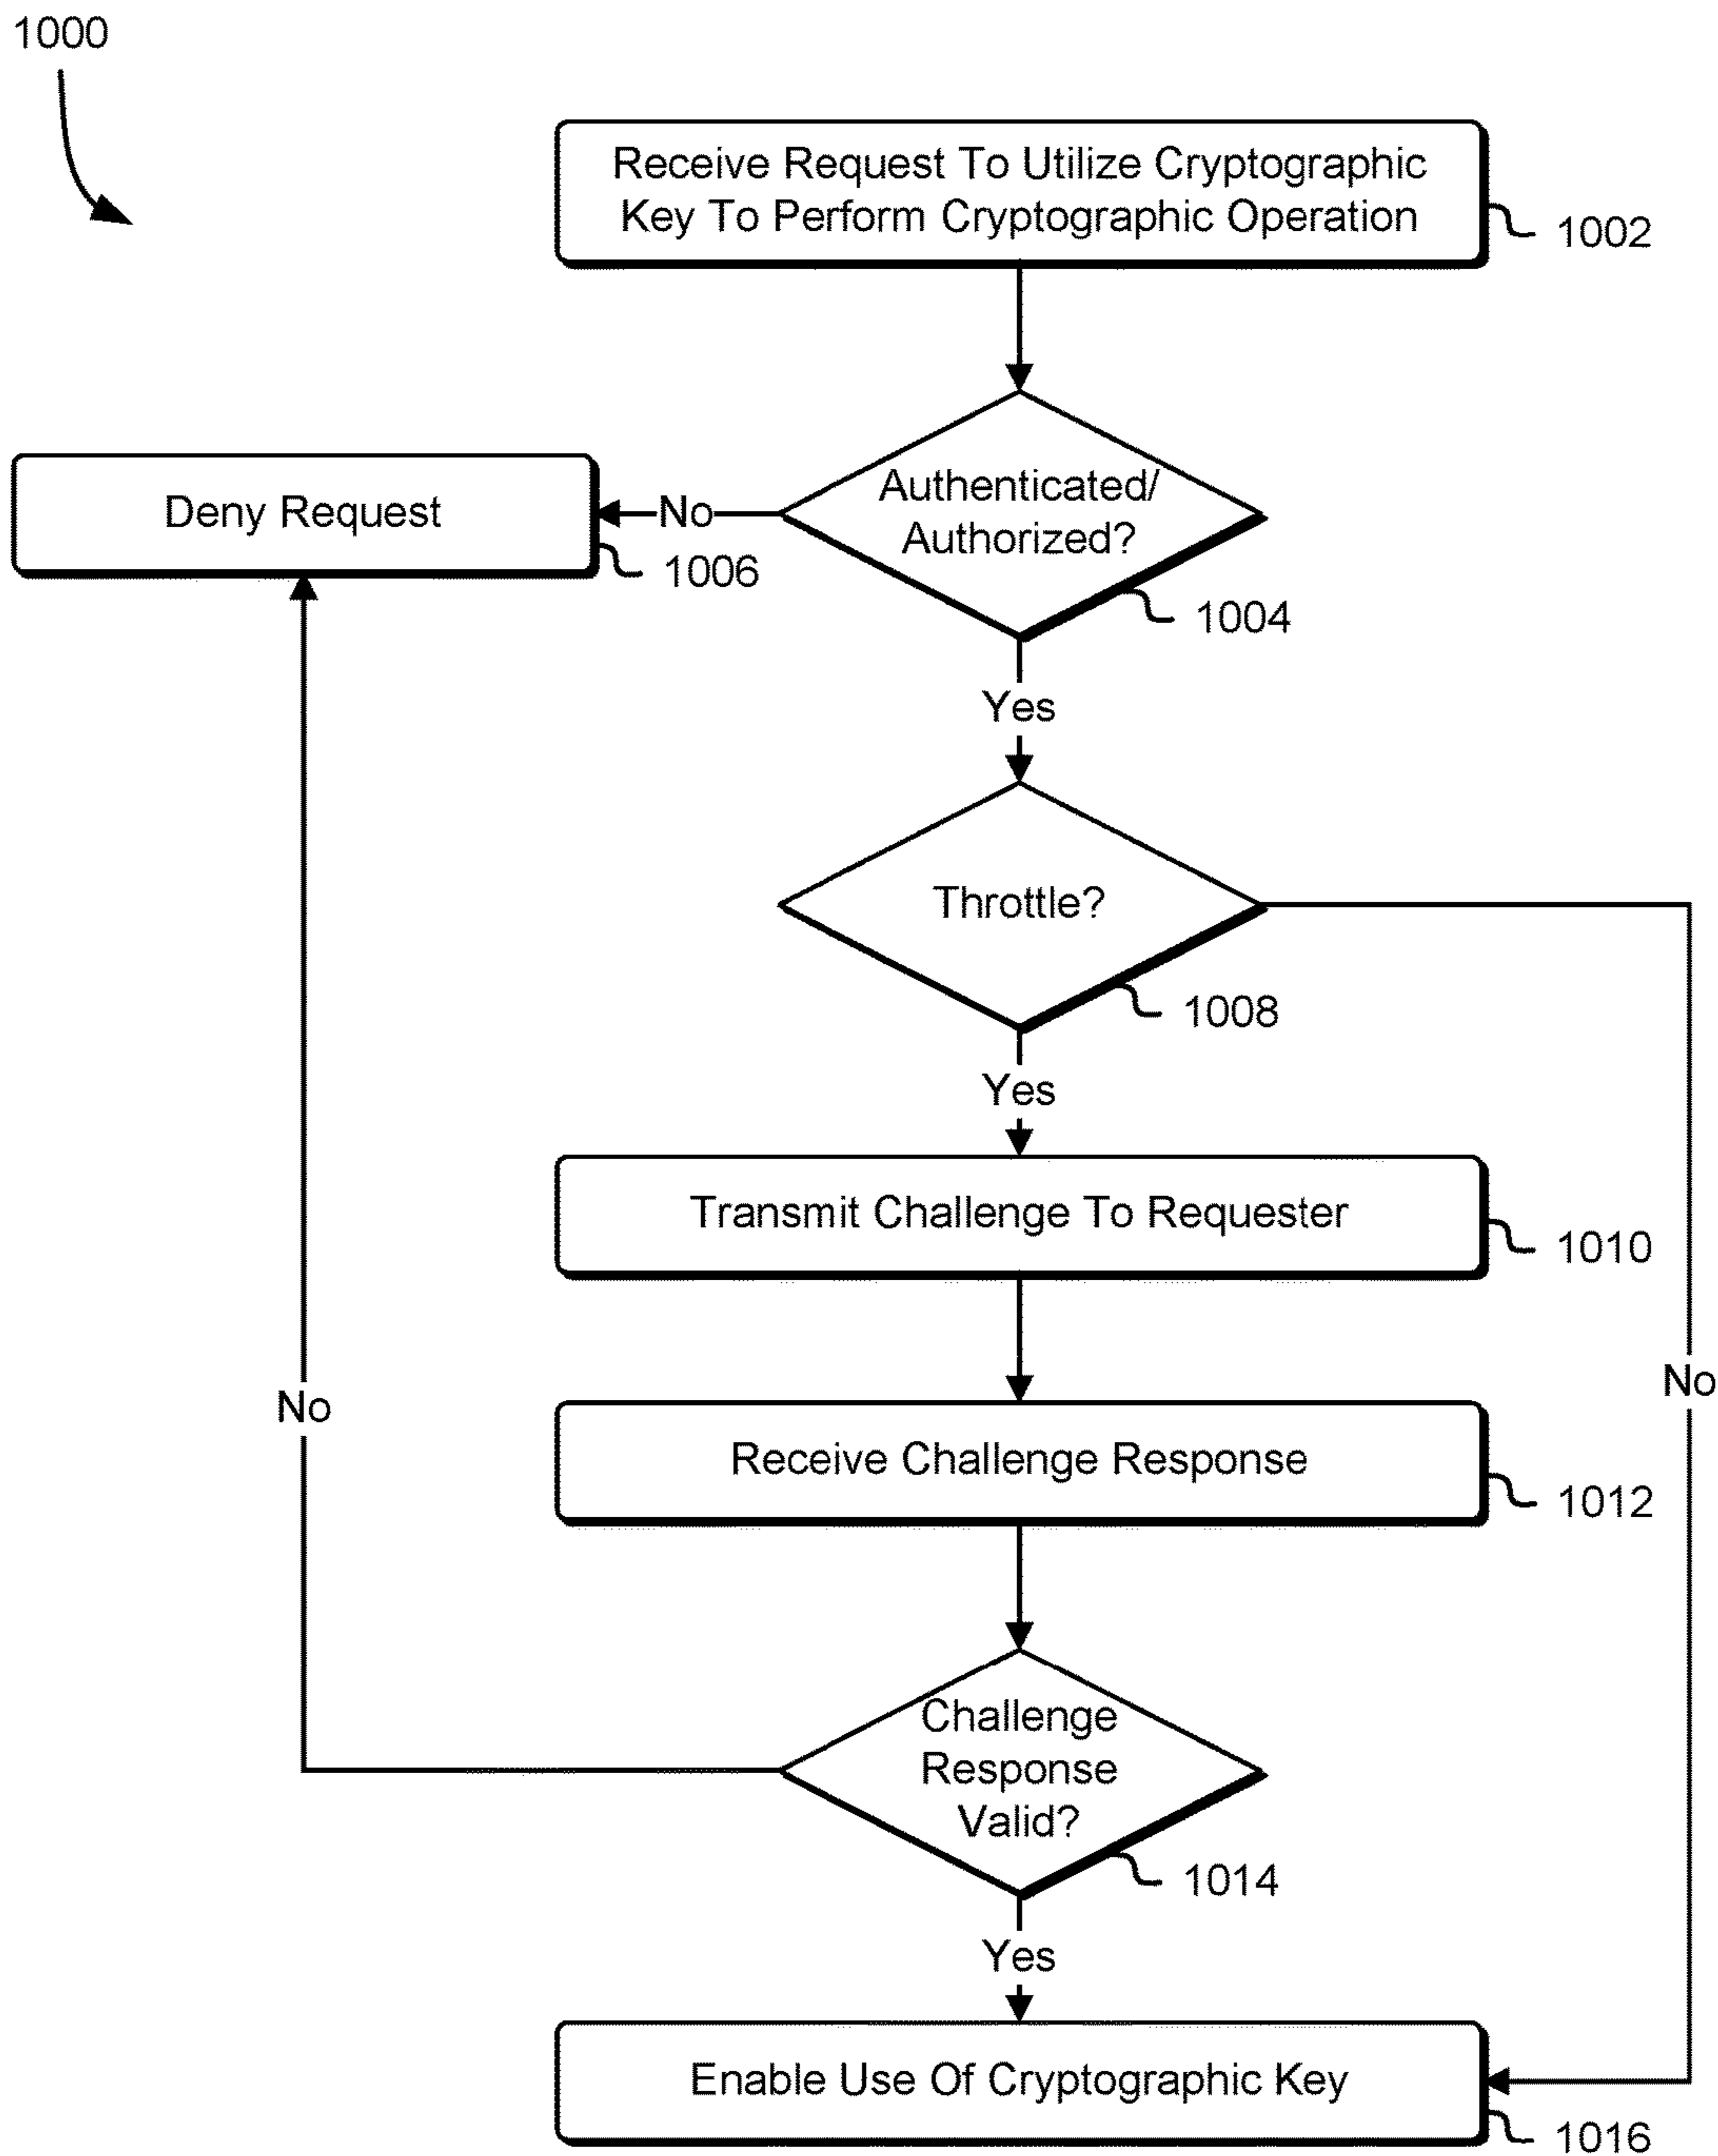 1000
Receive Request To Utilize Cryptographic
Key To Perform Cryptographic Operation
1002
Authenticated/
Authorized?
1004
No
Deny Request
1006
Yes
Throttle?
1008
Yes
No
Transmit Challenge To Requester
1010
Receive Challenge Response
1012
Challenge
Response
Valid?
1014
No
Yes
Enable Use Of Cryptographic Key
1016